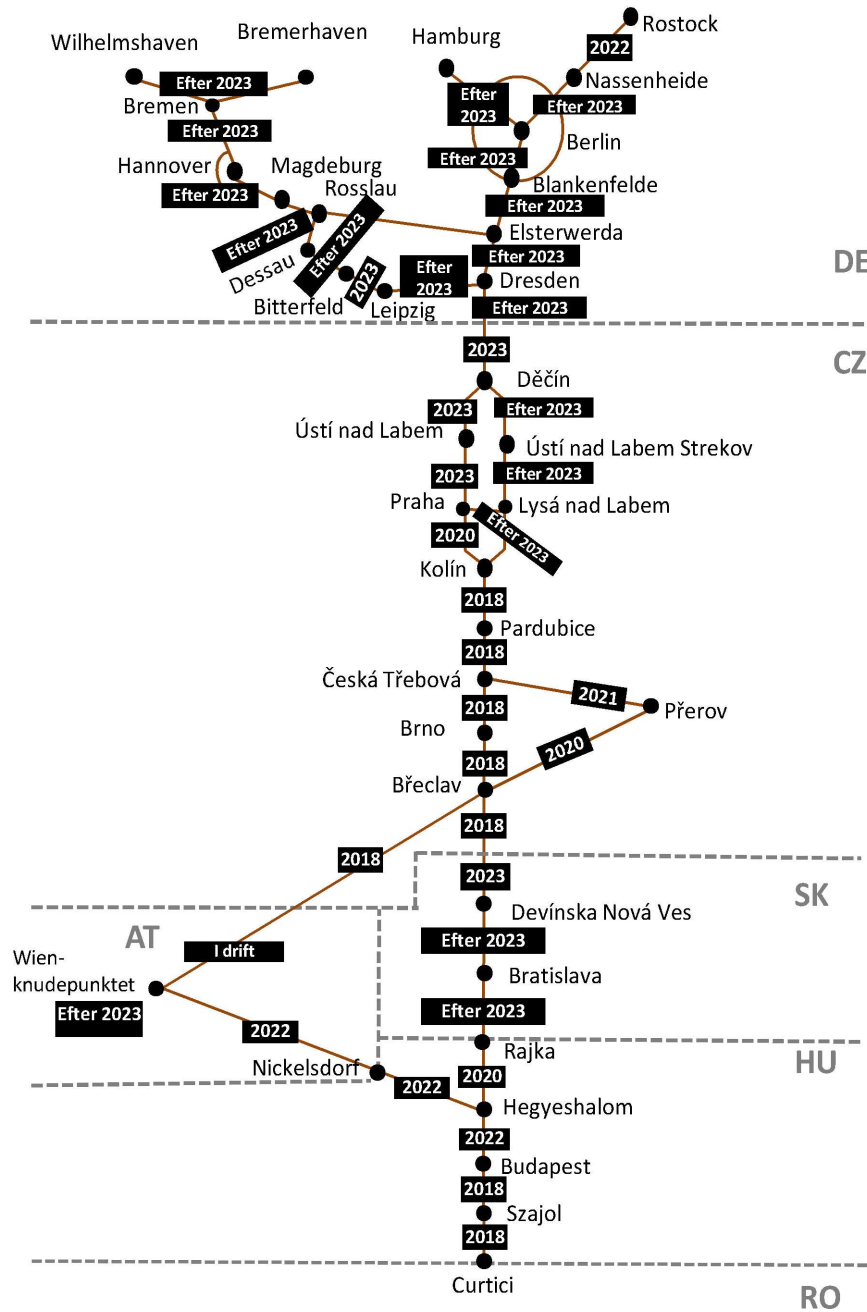 Rostock
Bremerhaven
Wilhelmshaven
Hamburg
2022
Nassenheide
Efter 2023
Efter
2023
Efter 2023
Bremen
Efter 2023
Berlin
Efter 2023
Hannover
Magdeburg
Blankenfelde
Efter 2023
Rosslau
Efter 2023
Elsterwerda
Efter 2023
Efter 2023
Efter 2023
Dessau
Efter
2023
2023
Dresden
Bitterfeld
Leipzig
Efter 2023
DE
2023
CZ
Děčín
2023
Efter 2023
Ústí nad Labem
Ústí nad Labem Strekov
2023
Efter 2023
Praha
Lysá nad Labem
2020
Efter 2023
Kolín
2018
Pardubice
2018
Česká Třebová
2021
2018
Přerov
Brno
2020
2018
Břeclav
2018
2018
2023
SK
Devínska Nová Ves
AT
Efter 2023
I drift
Wien-
knudepunktet
Bratislava
Efter 2023
Efter 2023
2022
Rajka
HU
Nickelsdorf
2020
2022
Hegyeshalom
2022
Budapest
2018
Szajol
2018
Curtici
RO